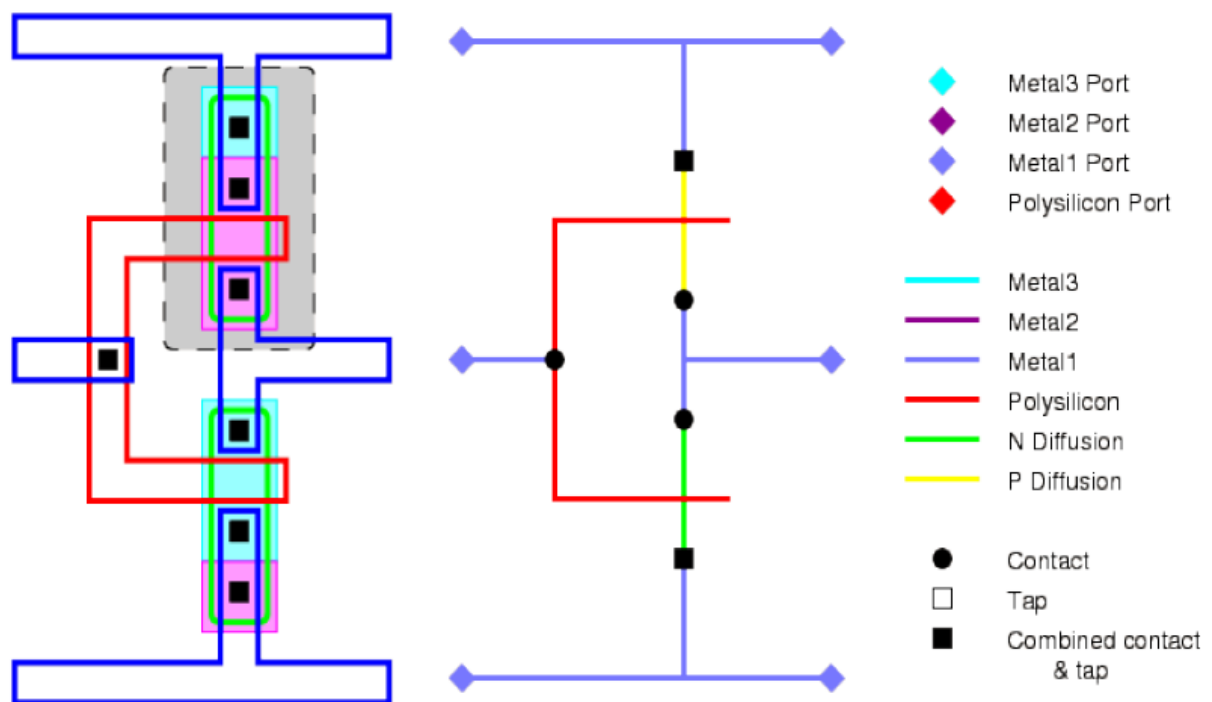 Metal3 Port
Metal2 Port
Metal1 Port
Polysilicon Port
Metal3
Metal2
Metal1
Polysilicon
N Diffusion
P Diffusion
Contact
Tap
Combined contact
& tap